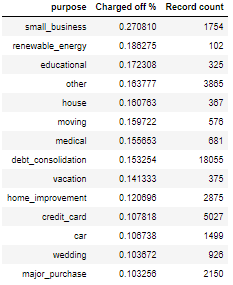 purpose Charged off % Record count
small_business 0.270810 1754
renewable_energy 0.186275 102
educational 0.172308 325
other 0.163777 3865
house 0.160763 367
moving 0.159722 576
medical 0.155653 681
debt_consolidation 0.153254 18055
vacation 0.141333 375
home_improvement 0.120696 2875
credit_card 0.107818 5027
car 0.106738 1499
wedding 0.103672 926
major_purchase 0.103256 2150